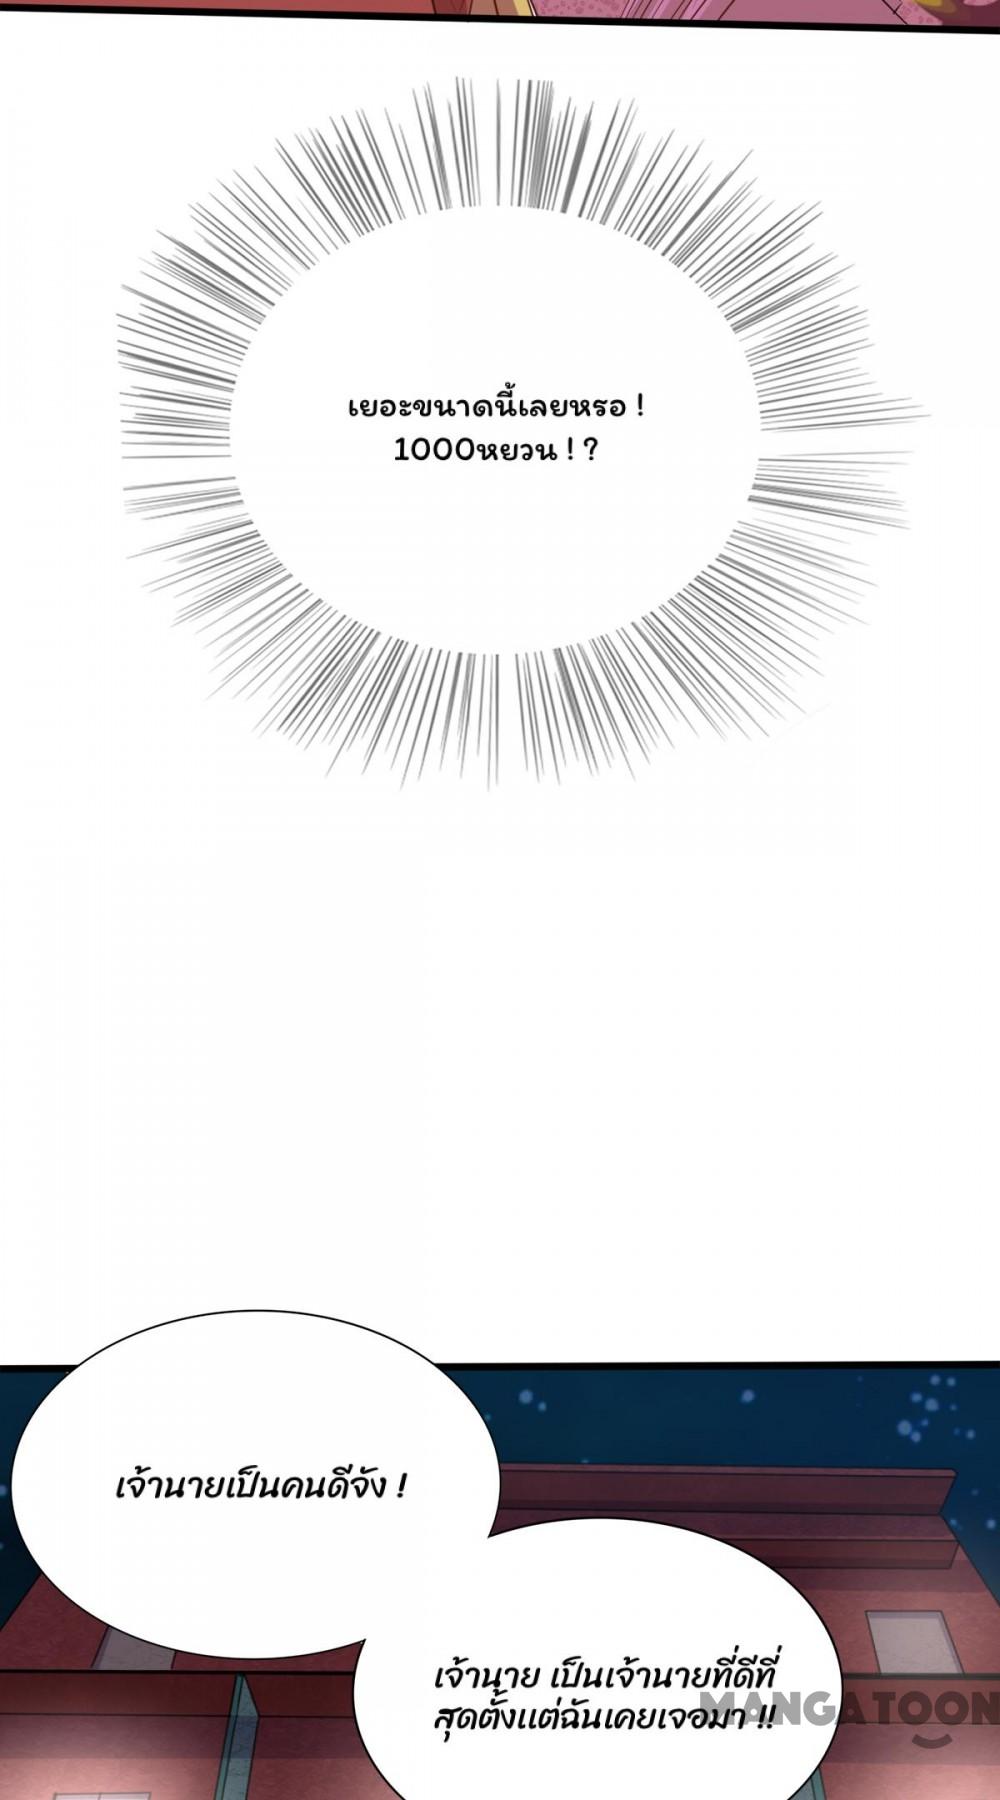 เยอะขนาดนี้เลยหรอ !
1000หยวน ! ?
เจ้านายเป็นคนดีจัง !
เจ้านาย เป็นเจ้านายที่ดีที่
สุดตั้งแต่ฉันเคยเจอมา !!
MANGATOON